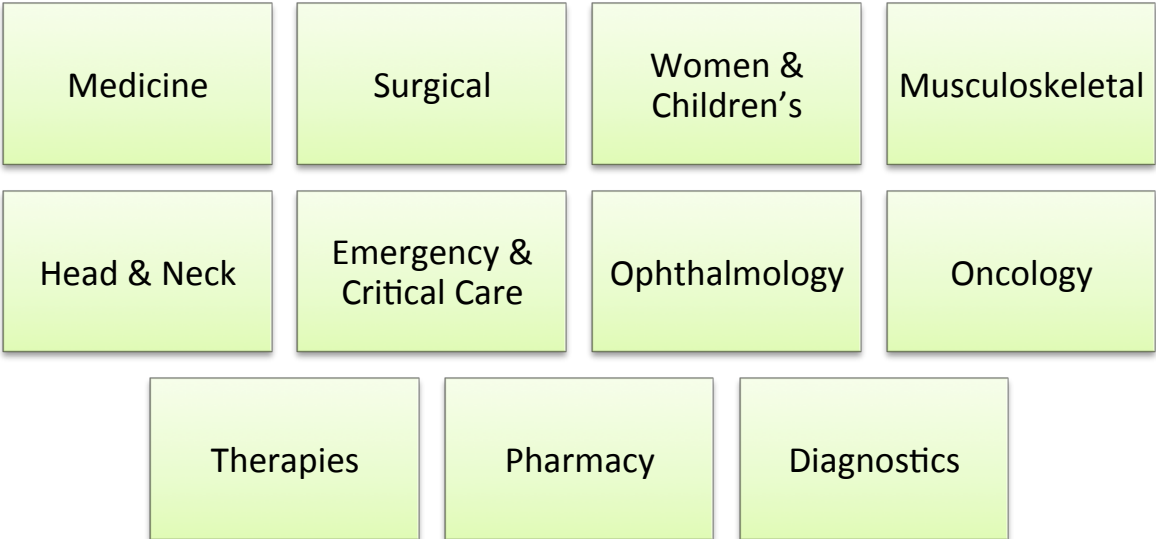 Medicine
Surgical
Women &
Children’s
Musculoskeletal
Head & Neck
Emergency &
Critical Care
Ophthalmology
Oncology
Therapies
Pharmacy
Diagnostics